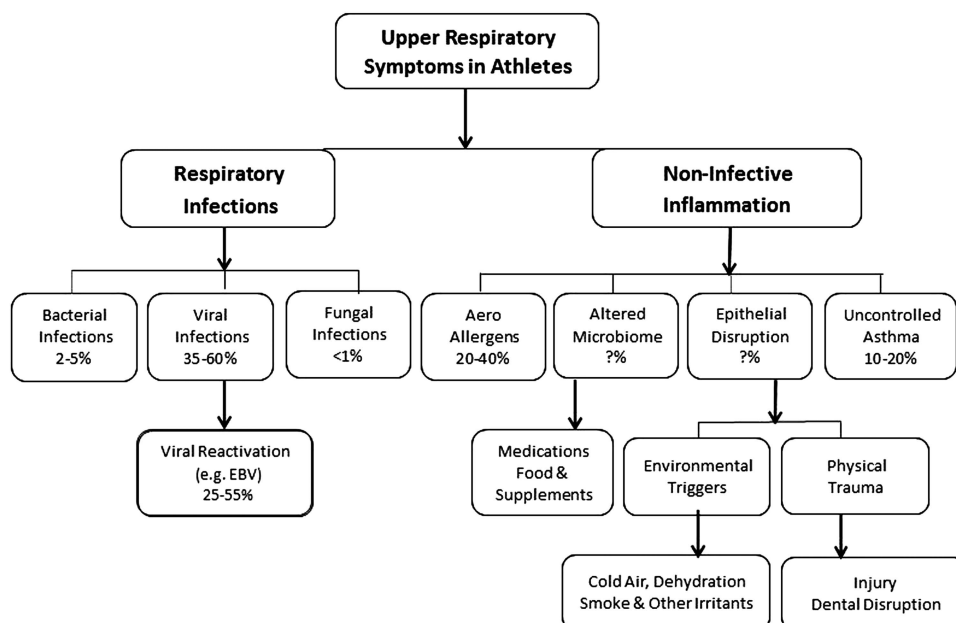 Upper Respiratory
Symptoms in Athletes
Respiratory
Infections
Non-Infective
Inflammation
Bacterial
Infections
2-5%
Viral
Infections
35-60%
Fungal
Infections
<1%
Aero
Allergens
20-40%
Altered
Microbiome
?%
Epithelial
Disruption
?%
Uncontrolled
Asthma
10-20%
Viral Reactivation
(e.g. EBV)
25-55%
Medications
Food &
Supplements
Environmental
Triggers
Physical
Trauma
Cold Air, Dehydration
Smoke & Other Irritants
Injury
Dental Disruption